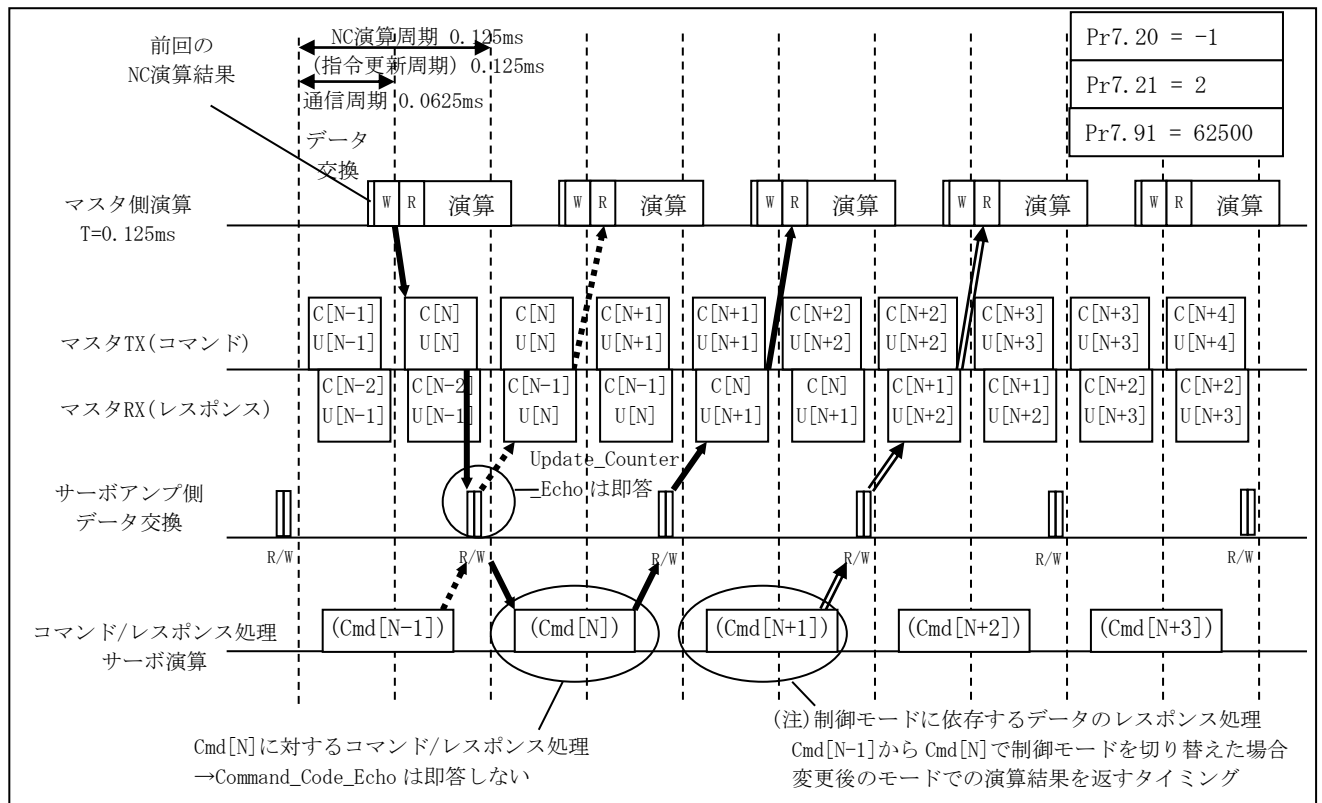 NC演算周期 0.125ms
(指令更新周期) 0.125ms
通信周期 0.0625ms
前回の
NC演算結果
Pr7.20 = -1
Pr7.21 = 2
Pr7.91 = 62500
データ
交換
マスタ側演算
T=0.125ms
W R 演算 W R 演算 W R 演算 W R 演算 W R 演算
マスタTX(コマンド)
C[N-1] C[N] C[N] C[N+1] C[N+1] C[N+2] C[N+2] C[N+3] C[N+3] C[N+4]
U[N-1] U[N] U[N] U[N+1] U[N+1] U[N+2] U[N+2] U[N+3] U[N+3] U[N+4]
マスタRX(レスポンス)
C[N-2] C[N-2] C[N-1] C[N-1] C[N] C[N] C[N+1] C[N+1] C[N+2] C[N+2]
U[N-1] U[N-1] U[N] U[N] U[N+1] U[N+1] U[N+2] U[N+2] U[N+3] U[N+3]
Update_Counter
_Echoは即答
サーボアンプ側
データ交換
R/W R/W R/W R/W R/W R/W
コマンド/レスポンス処理
サーボ演算
(Cmd[N-1]) (Cmd[N]) (Cmd[N+1]) (Cmd[N+2]) (Cmd[N+3])
Cmd[N]に対するコマンド/レスポンス処理
→Command_Code_Echoは即答しない
(注)制御モードに依存するデータのレスポンス処理
Cmd[N-1]からCmd[N]で制御モードを切り替えた場合
変更後のモードでの演算結果を返すタイミング